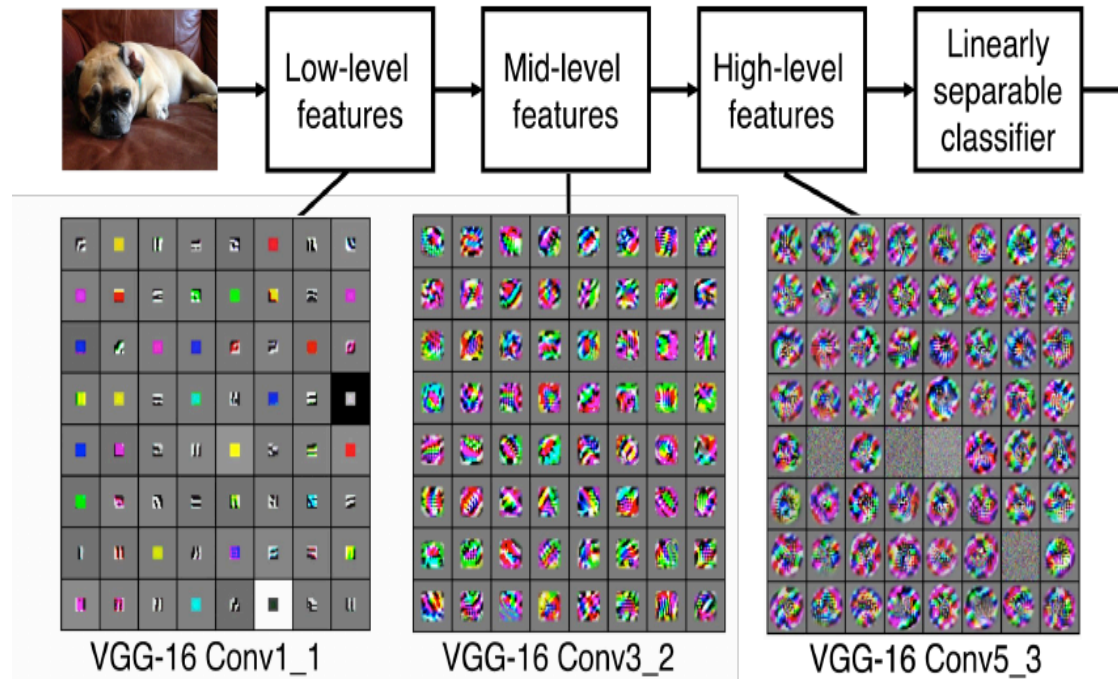 Low-level
features
Mid-level
features
High-level
features
Linearly
separable
classifier
VGG-16 Conv1_1
VGG-16 Conv3_2
VGG-16 Conv5_3